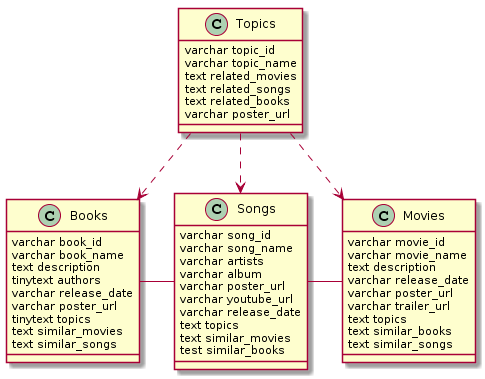 C Topics
varchar topic_id
varchar topic_name
text related_movies
text related_songs
text related_books
varchar poster_url
C Books
varchar book_id
varchar book_name
text description
tinytext authors
varchar release_date
varchar poster_url
tinytext topics
text similar_movies
text similar_songs
C Songs
varchar song_id
varchar song_name
varchar artists
varchar album
varchar poster_url
varchar youtube_url
varchar release_date
text topics
text similar_movies
test similar_books
C Movies
varchar movie_id
varchar movie_name
text description
varchar release_date
varchar poster_url
varchar trailer_url
text topics
text similar_books
text similar_songs